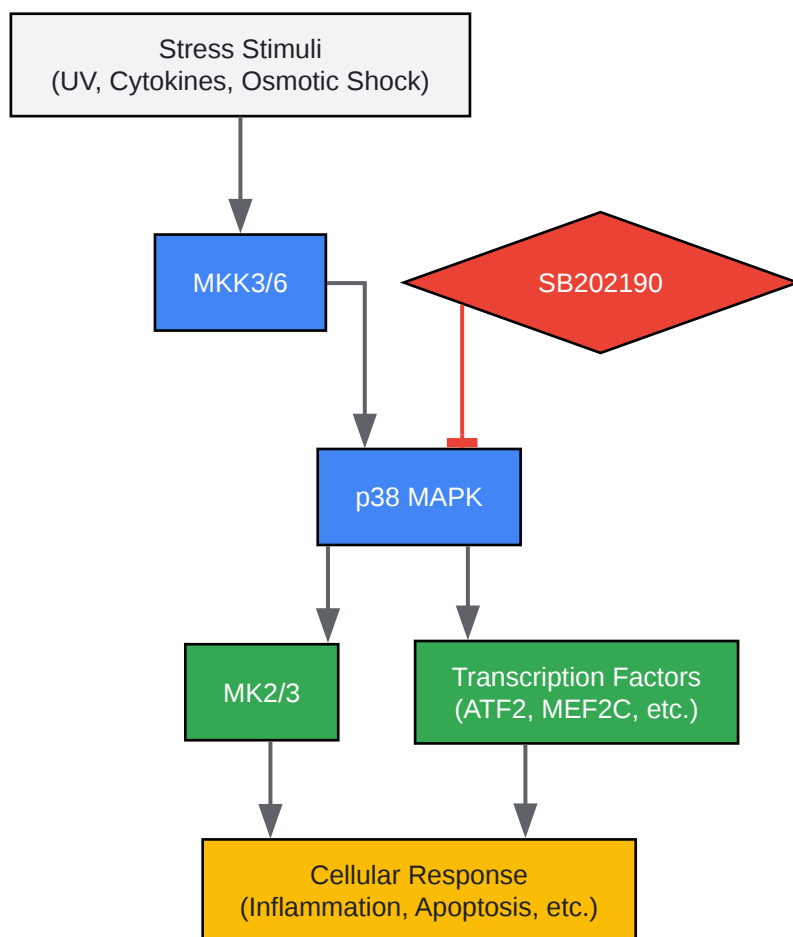 Stress Stimuli
(UV, Cytokines, Osmotic Shock)
MKK3/6
SB202190
p38 MAPK
MK2/3
Transcription Factors
(ATF2, MEF2C, etc.)
Cellular Response
(Inflammation, Apoptosis, etc.)